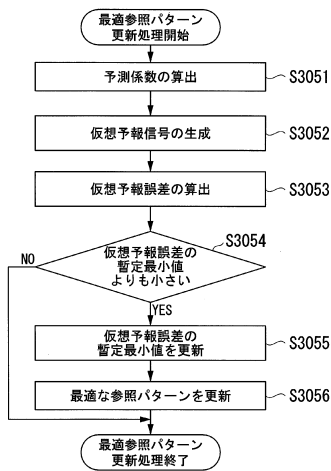 最適参照パターン
更新処理開始
予測係数の算出
S3051
仮想予報信号の生成
S3052
仮想予報誤差の算出
S3053
S3054
仮想予報誤差の
暫定最小値
よりも小さい
NO
YES
仮想予報誤差の
暫定最小値を更新
S3055
最適な参照パターンを更新
S3056
最適参照パターン
更新処理終了